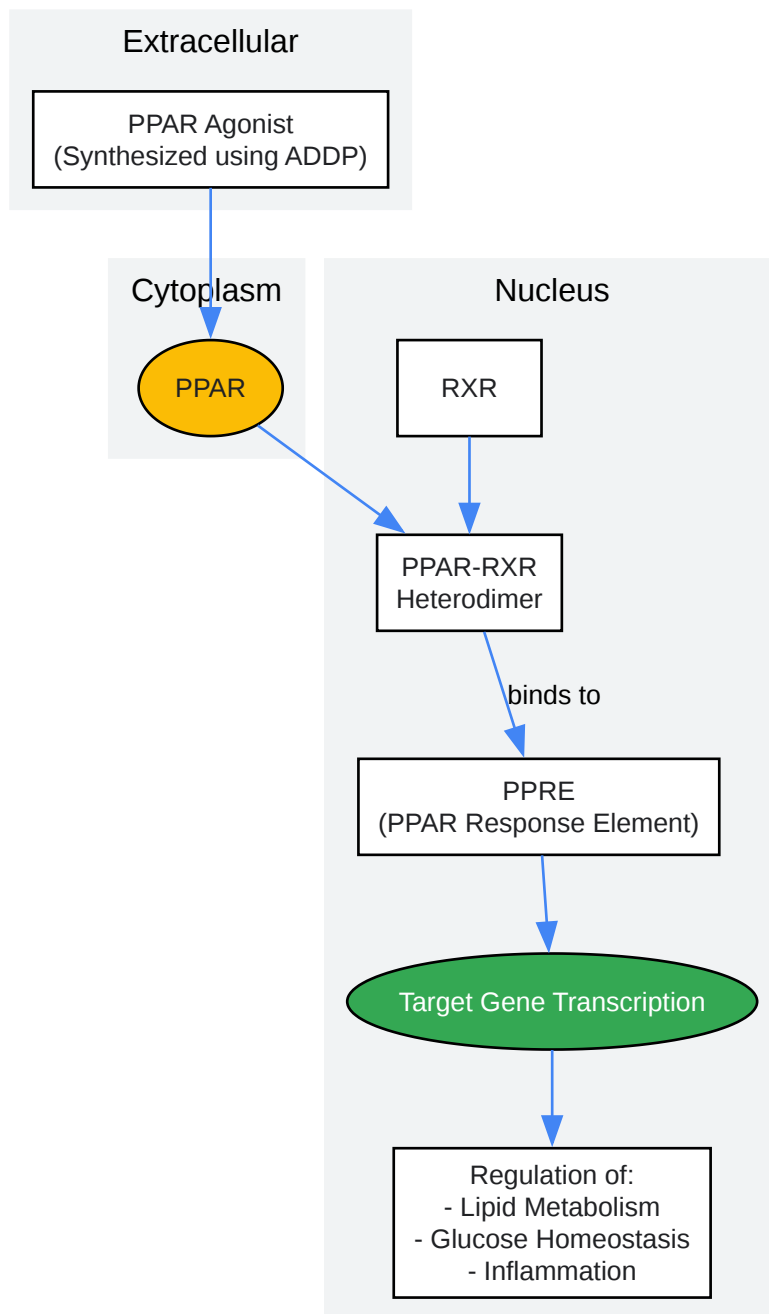 Extracellular
PPAR Agonist
(Synthesized using ADDP)
Cytoplasm
Nucleus
PPAR
RXR
PPAR-RXR
Heterodimer
binds to
PPRE
(PPAR Response Element)
Target Gene Transcription
Regulation of:
- Lipid Metabolism
- Glucose Homeostasis
- Inflammation